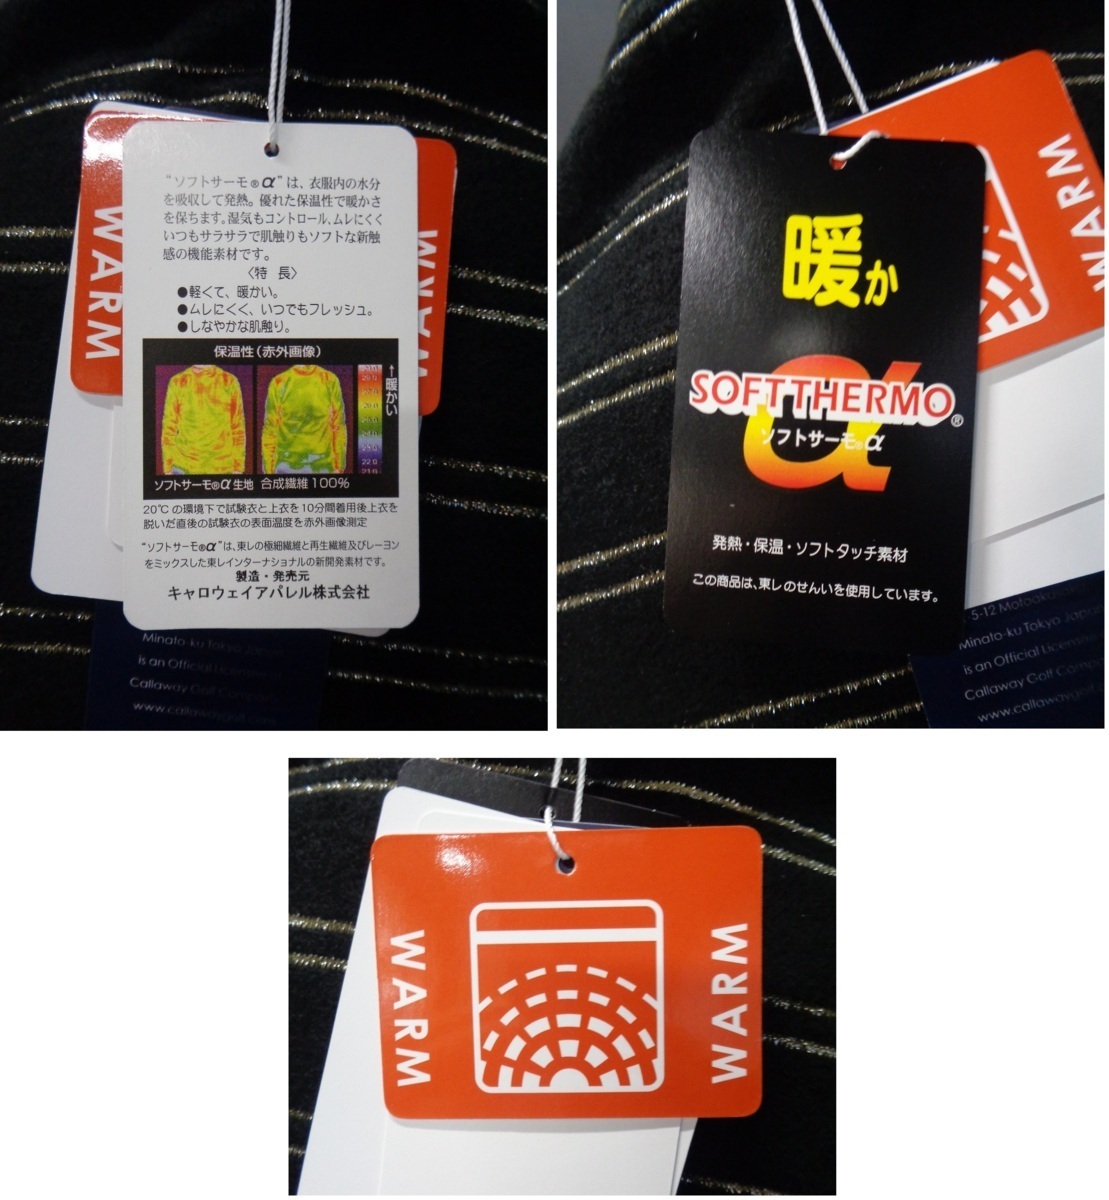 WARM
WARM
“ソフトサーモ®α”は、衣服内の水分
を吸収して発熱。優れた保温性で暖かさ
を保ちます。湿気もコントロール、ムレにくく
いつもサラサラで肌触りもソフトな新触
感の機能素材です。
〈特 長〉
●軽くて、暖かい。
●ムレにくく、いつでもフレッシュ。
●しなやかな肌触り。
保温性(赤外画像)
↑暖かい
ソフトサーモ®α生地 合成繊維100%
20℃の環境下で試験衣と上衣を10分間着用後上衣を
脱いだ直後の試験衣の表面温度を赤外画像測定
“ソフトサーモ®α”は、東レの極細繊維と再生繊維及びレーヨン
をミックスした東レインターナショナルの新開発素材です。
製造・発売元
キャロウェイアパレル株式会社
Minato-ku Tokyo
is an Official
Callaway Golf
www.callawaygolf.com
WARM
暖か
α
SOFTTHERMO®
ソフトサーモ®α
発熱・保温・ソフトタッチ素材
この商品は、東レのせんいを使用しています。
5-12
Minato-ku Tokyo Japan
is an Official
Callaway Golf
WARM
WARM